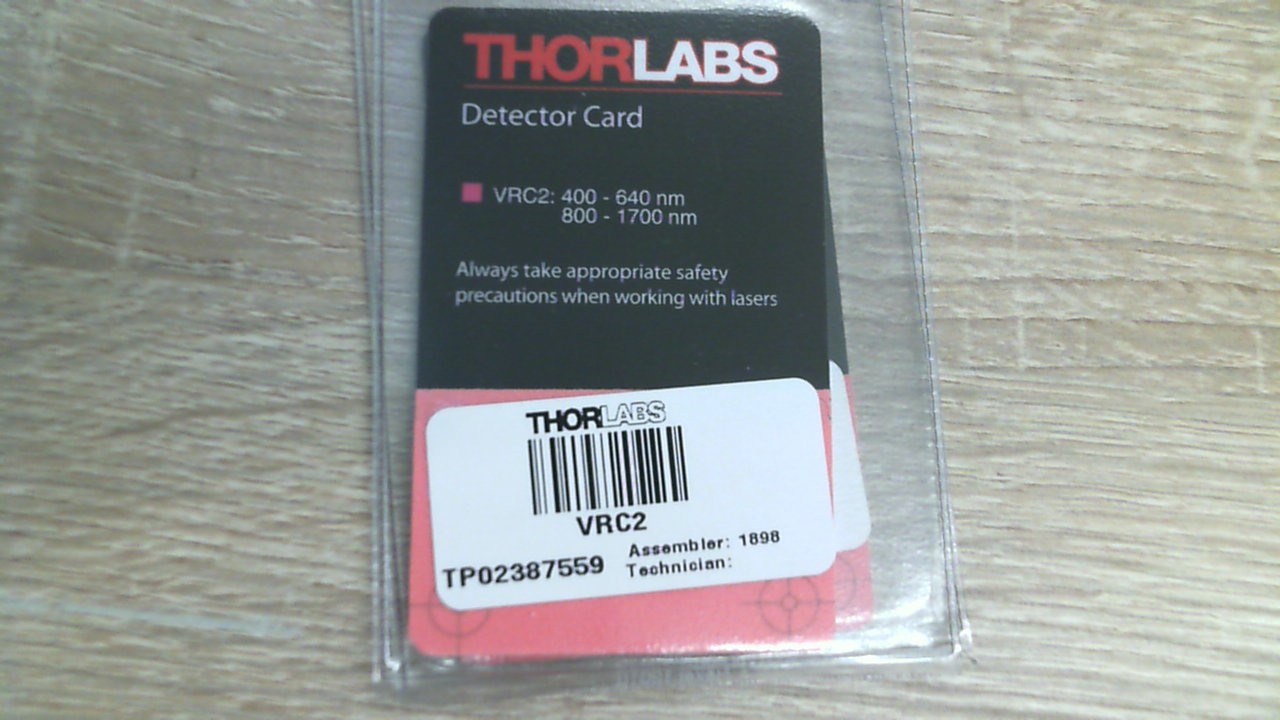 THORLABS
Detector Card
VRC2: 400 - 640 nm
800 - 1700 nm
Always take appropriate safety
precautions when working with lasers
THORLABS
VRC2
Assembler: 1898
TP02387559 Technician: